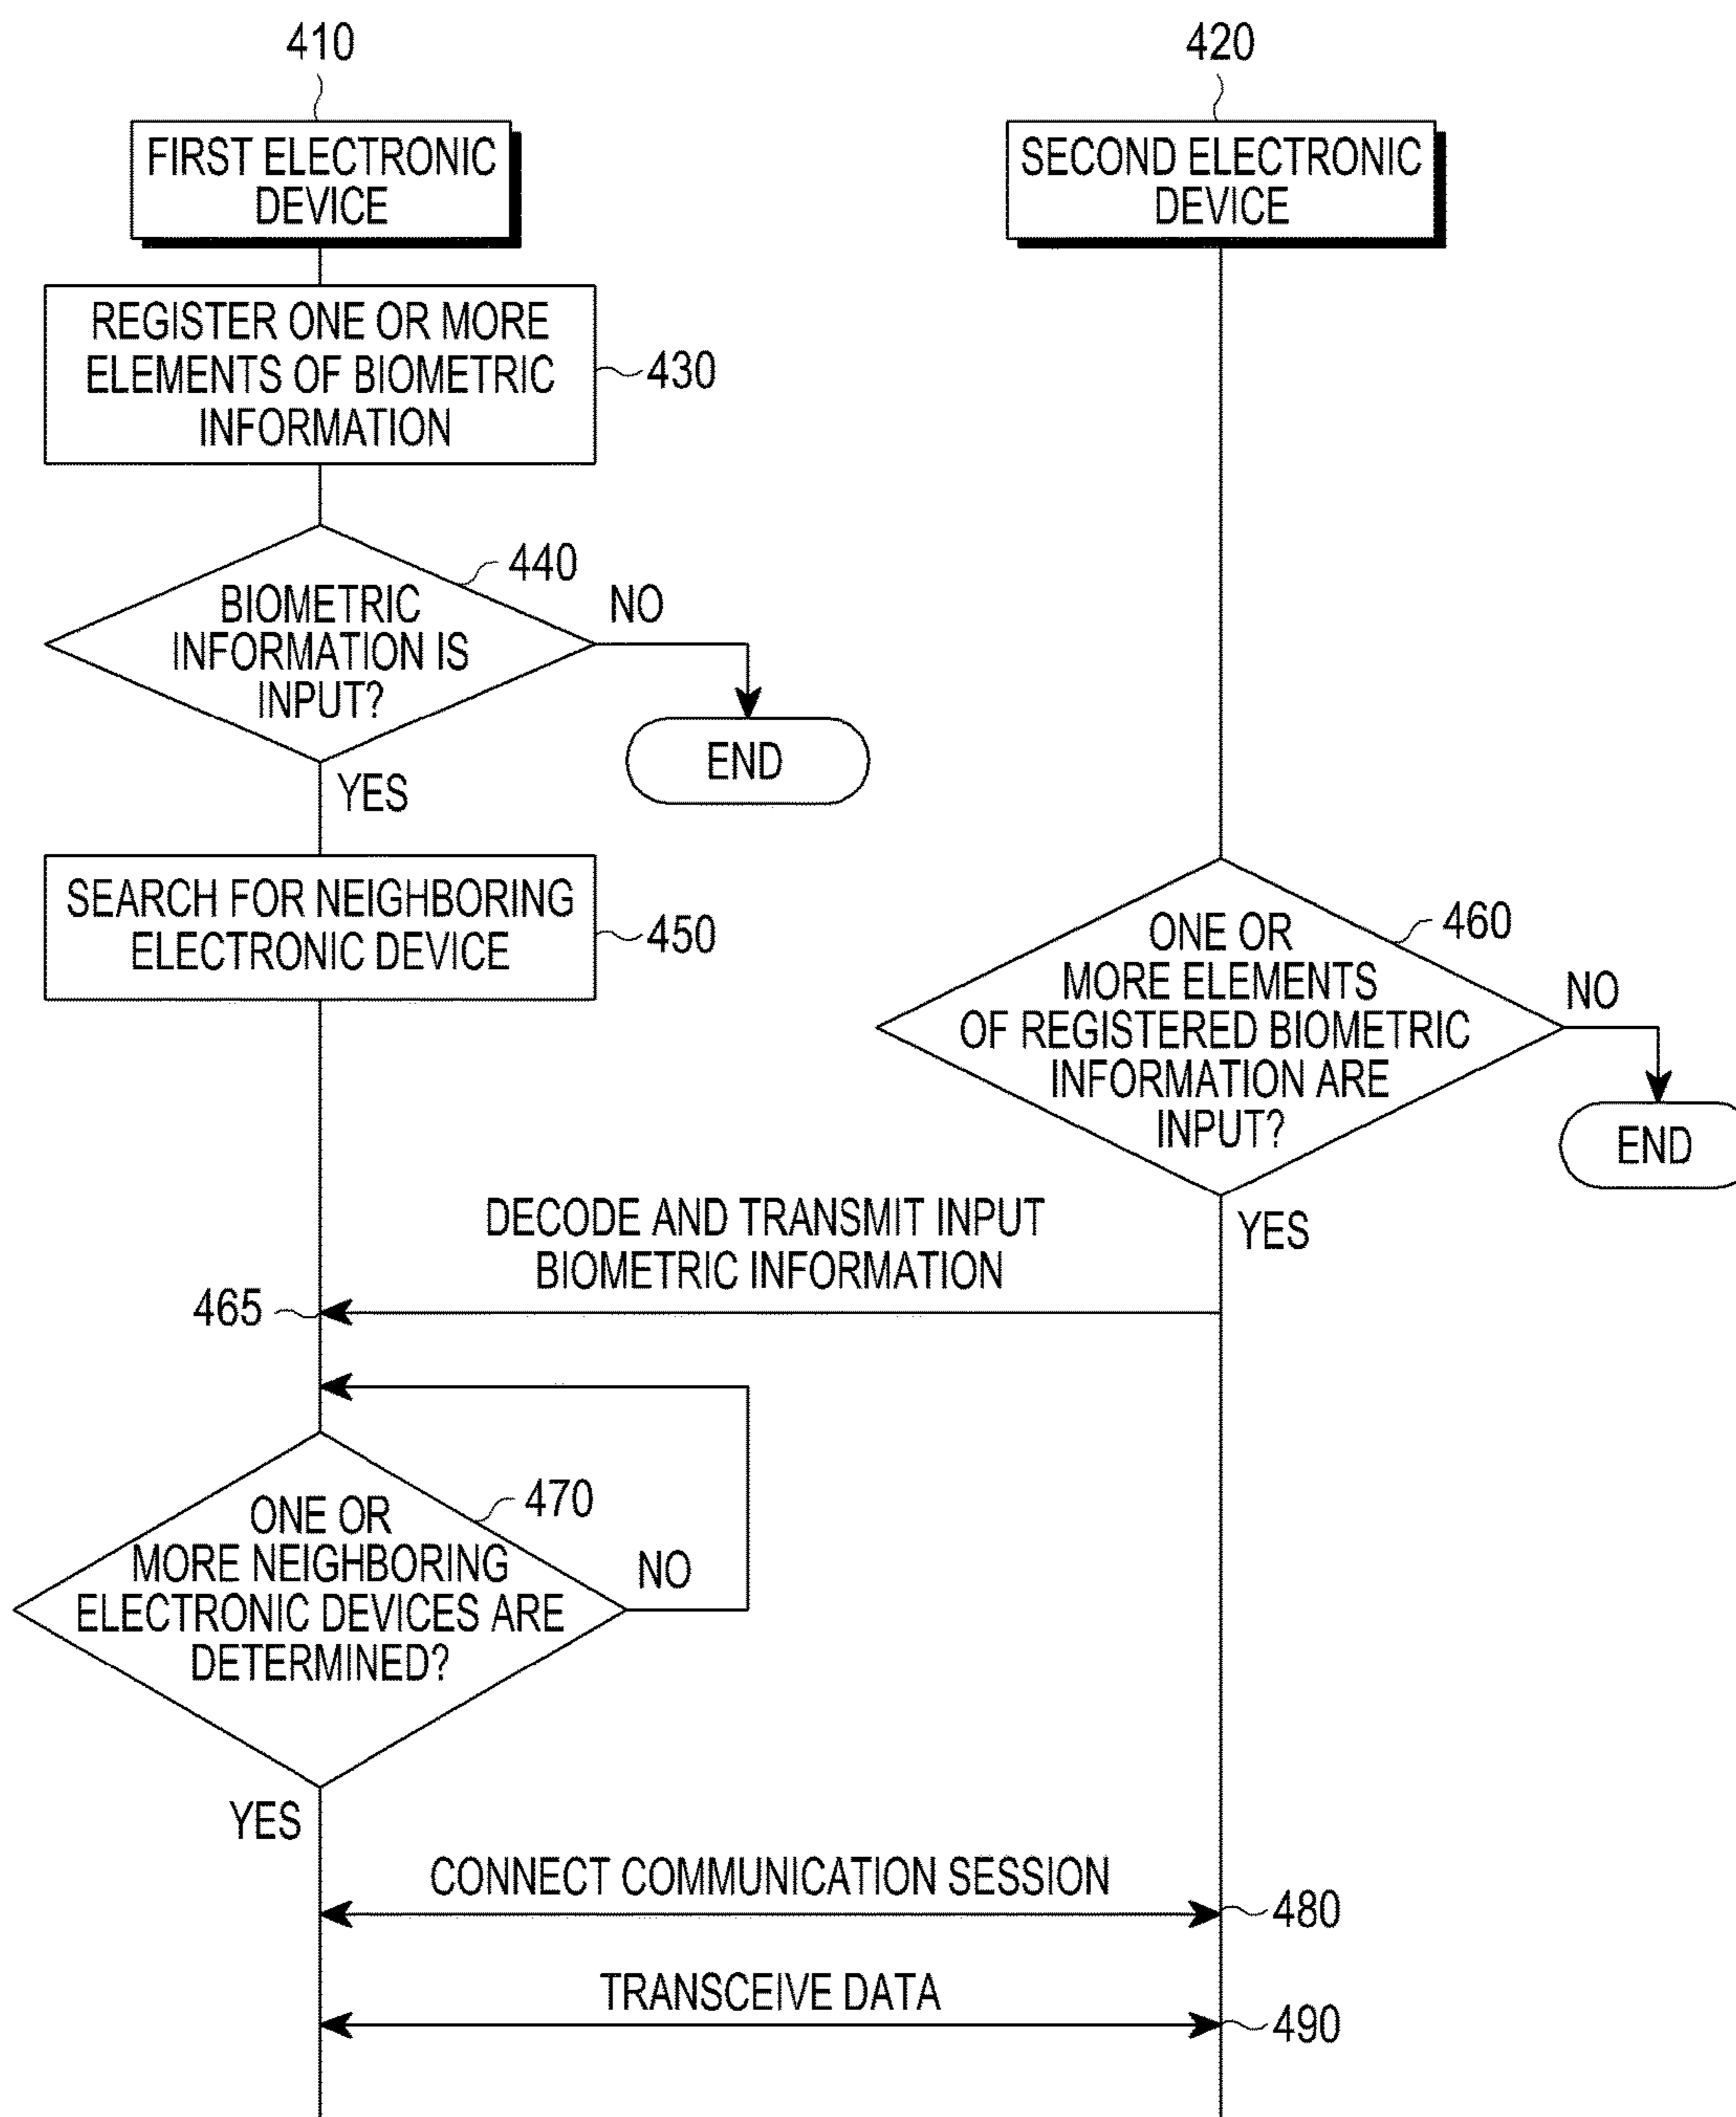 410
420
FIRST ELECTRONIC
DEVICE
SECOND ELECTRONIC
DEVICE
REGISTER ONE OR MORE
ELEMENTS OF BIOMETRIC
INFORMATION
430
440
BIOMETRIC
INFORMATION IS
INPUT?
NO
END
YES
SEARCH FOR NEIGHBORING
ELECTRONIC DEVICE
450
460
ONE OR
MORE ELEMENTS
OF REGISTERED BIOMETRIC
INFORMATION ARE
INPUT?
NO
END
YES
DECODE AND TRANSMIT INPUT
BIOMETRIC INFORMATION
465
470
ONE OR
MORE NEIGHBORING
ELECTRONIC DEVICES ARE
DETERMINED?
NO
YES
CONNECT COMMUNICATION SESSION
480
TRANSCEIVE DATA
490